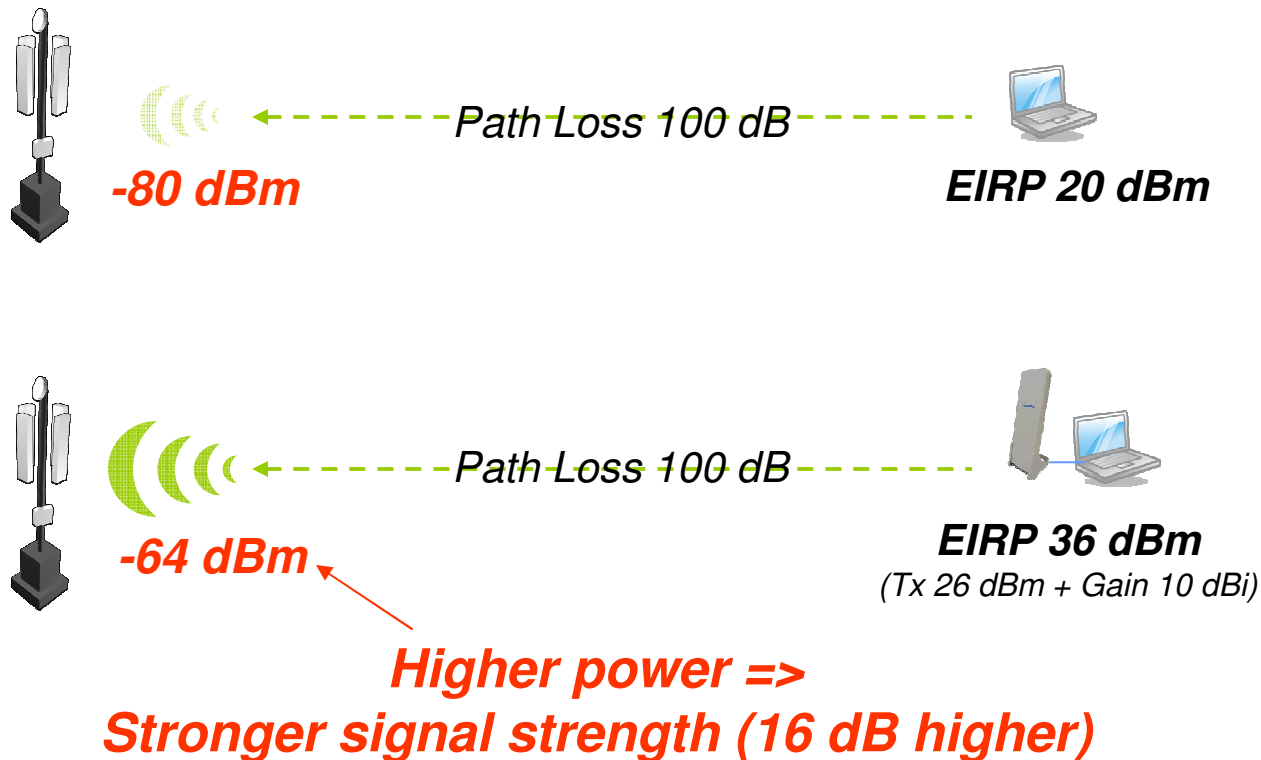 Path Loss 100 dB
-80 dBm
EIRP 20 dBm
Path Loss 100 dB
-64 dBm
EIRP 36 dBm
(Tx 26 dBm + Gain 10 dBi)
Higher power =>
Stronger signal strength (16 dB higher)